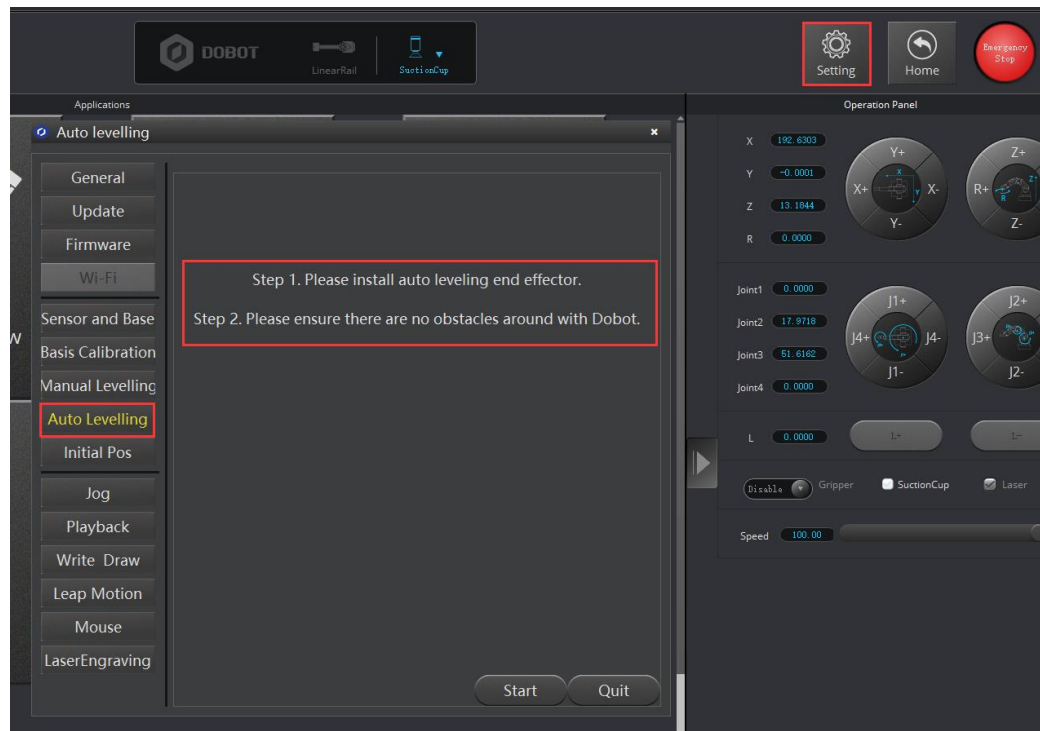 DOBOT
LinearRail
SuctionCup
Setting
Home
Emergency
Stop
Applications
Operation Panel
Auto levelling
General
Update
Firmware
Wi-Fi
Sensor and Base
Basis Calibration
Manual Levelling
Auto Levelling
Initial Pos
Jog
Playback
Write Draw
Leap Motion
Mouse
LaserEngraving
Step 1. Please install auto leveling end effector.
Step 2. Please ensure there are no obstacles around with Dobot.
Start
Quit
X 192.6303
Y -0.0001
Z 13.1844
R 0.0000
Y+
X+
X-
Y-
X
Y
Z+
R+
Z-
Z
R
Joint1 0.0000
Joint2 17.9718
Joint3 51.6162
Joint4 0.0000
J1+
J4+
J4-
J1-
J2+
J3+
J2-
L 0.0000
L+
L-
Disable
Gripper
SuctionCup
Laser
Speed 100.00